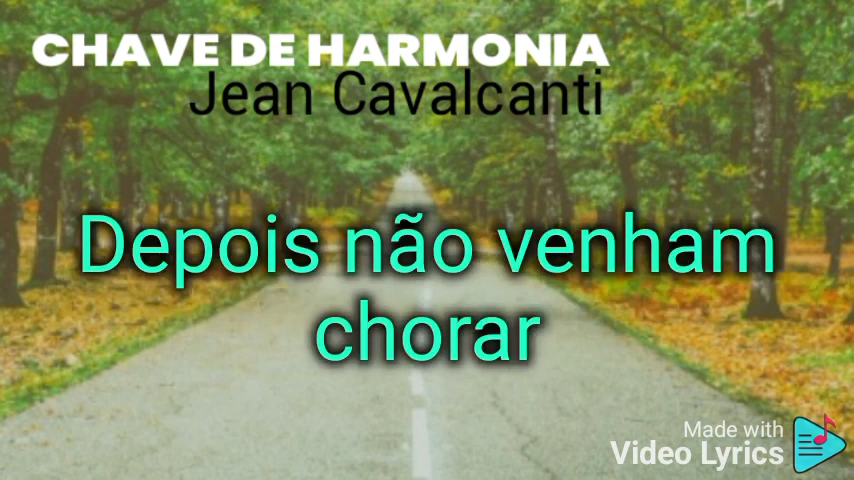 CHAVE DE HARMONIA
Jean Cavalcanti
Depois não venham
chorar
Made with
Video Lyrics